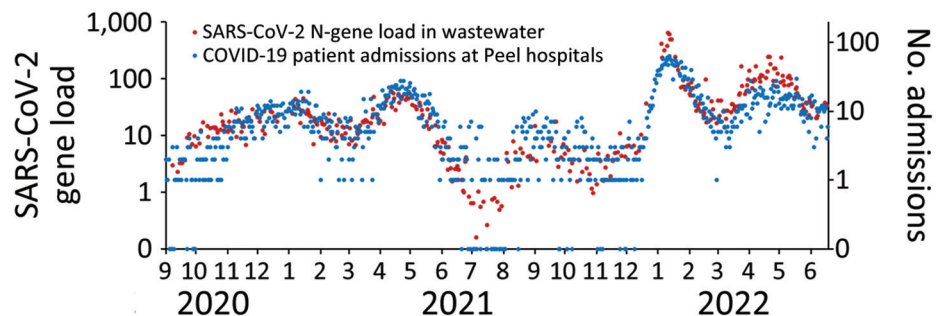 SARS-CoV-2
gene load
1,000
100
10
1
0
SARS-CoV-2 N-gene load in wastewater
COVID-19 patient admissions at Peel hospitals
100
10
1
0
No. admissions
9 10 11 12 1 2 3 4 5 6 7 8 9 10 11 12 1 2 3 4 5 6
2020 2021 2022